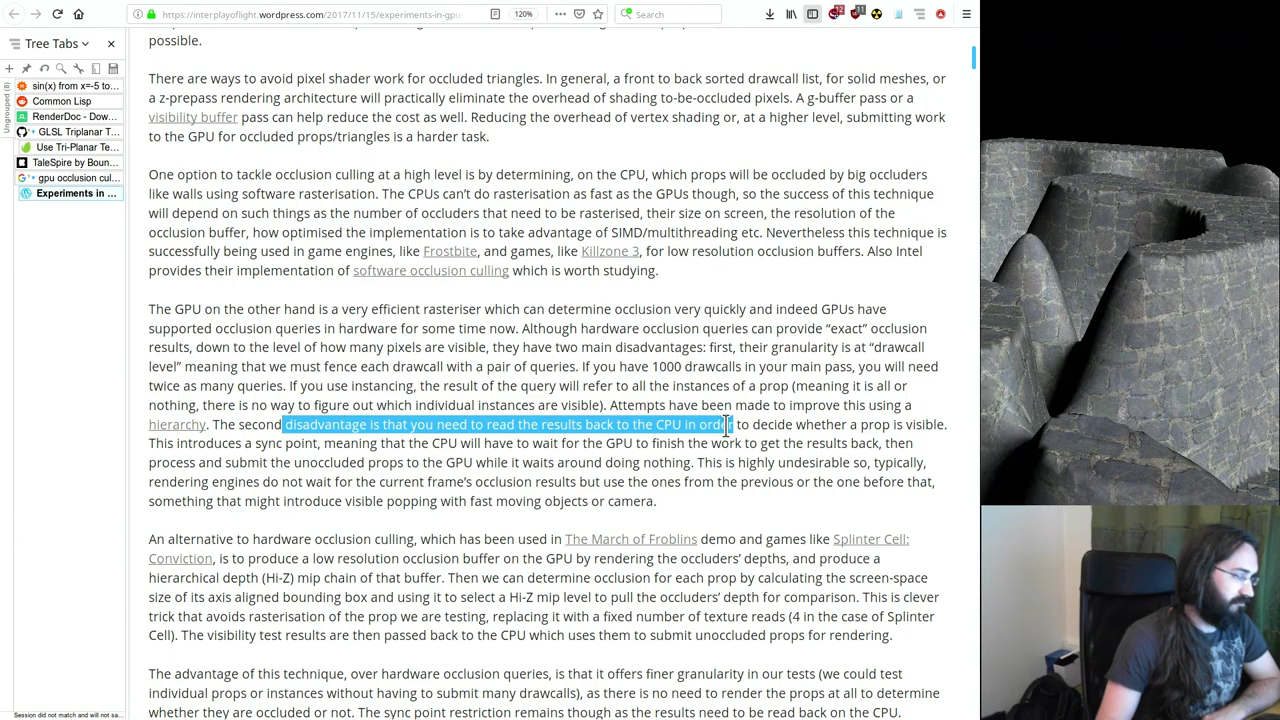 https://interplayoflight.wordpress.com/2017/11/15/experiments-in-gpu
120%
Search
12
11
Tree Tabs
Ungrouped (8)
sin(x) from x=-5 to...
Common Lisp
RenderDoc - Dow...
GLSL Triplanar T...
Use Tri-Planar Te...
TaleSpire by Boun...
gpu occlusion cul...
Experiments in ...
Session did not match and will not sa...
possible.
There are ways to avoid pixel shader work for occluded triangles. In general, a front to back sorted drawcall list, for solid meshes, or
a z-prepass rendering architecture will practically eliminate the overhead of shading to-be-occluded pixels. A g-buffer pass or a
visibility buffer pass can help reduce the cost as well. Reducing the overhead of vertex shading or, at a higher level, submitting work
to the GPU for occluded props/triangles is a harder task.
One option to tackle occlusion culling at a high level is by determining, on the CPU, which props will be occluded by big occluders
like walls using software rasterisation. The CPUs can't do rasterisation as fast as the GPUs though, so the success of this technique
will depend on such things as the number of occluders that need to be rasterised, their size on screen, the resolution of the
occlusion buffer, how optimised the implementation is to take advantage of SIMD/multithreading etc. Nevertheless this technique is
successfully being used in game engines, like Frostbite, and games, like Killzone 3, for low resolution occlusion buffers. Also Intel
provides their implementation of software occlusion culling which is worth studying.
The GPU on the other hand is a very efficient rasteriser which can determine occlusion very quickly and indeed GPUs have
supported occlusion queries in hardware for some time now. Although hardware occlusion queries can provide “exact” occlusion
results, down to the level of how many pixels are visible, they have two main disadvantages: first, their granularity is at “drawcall
level” meaning that we must fence each drawcall with a pair of queries. If you have 1000 drawcalls in your main pass, you will need
twice as many queries. If you use instancing, the result of the query will refer to all the instances of a prop (meaning it is all or
nothing, there is no way to figure out which individual instances are visible). Attempts have been made to improve this using a
hierarchy. The second disadvantage is that you need to read the results back to the CPU in order to decide whether a prop is visible.
This introduces a sync point, meaning that the CPU will have to wait for the GPU to finish the work to get the results back, then
process and submit the unoccluded props to the GPU while it waits around doing nothing. This is highly undesirable so, typically,
rendering engines do not wait for the current frame's occlusion results but use the ones from the previous or the one before that,
something that might introduce visible popping with fast moving objects or camera.
An alternative to hardware occlusion culling, which has been used in The March of Froblins demo and games like Splinter Cell:
Conviction, is to produce a low resolution occlusion buffer on the GPU by rendering the occluders' depths, and produce a
hierarchical depth (Hi-Z) mip chain of that buffer. Then we can determine occlusion for each prop by calculating the screen-space
size of its axis aligned bounding box and using it to select a Hi-Z mip level to pull the occluders' depth for comparison. This is clever
trick that avoids rasterisation of the prop we are testing, replacing it with a fixed number of texture reads (4 in the case of Splinter
Cell). The visibility test results are then passed back to the CPU which uses them to submit unoccluded props for rendering.
The advantage of this technique, over hardware occlusion queries, is that it offers finer granularity in our tests (we could test
individual props or instances without having to submit many drawcalls), as there is no need to render the props at all to determine
whether they are occluded or not. The sync point restriction remains though as the results need to be read back on the CPU.